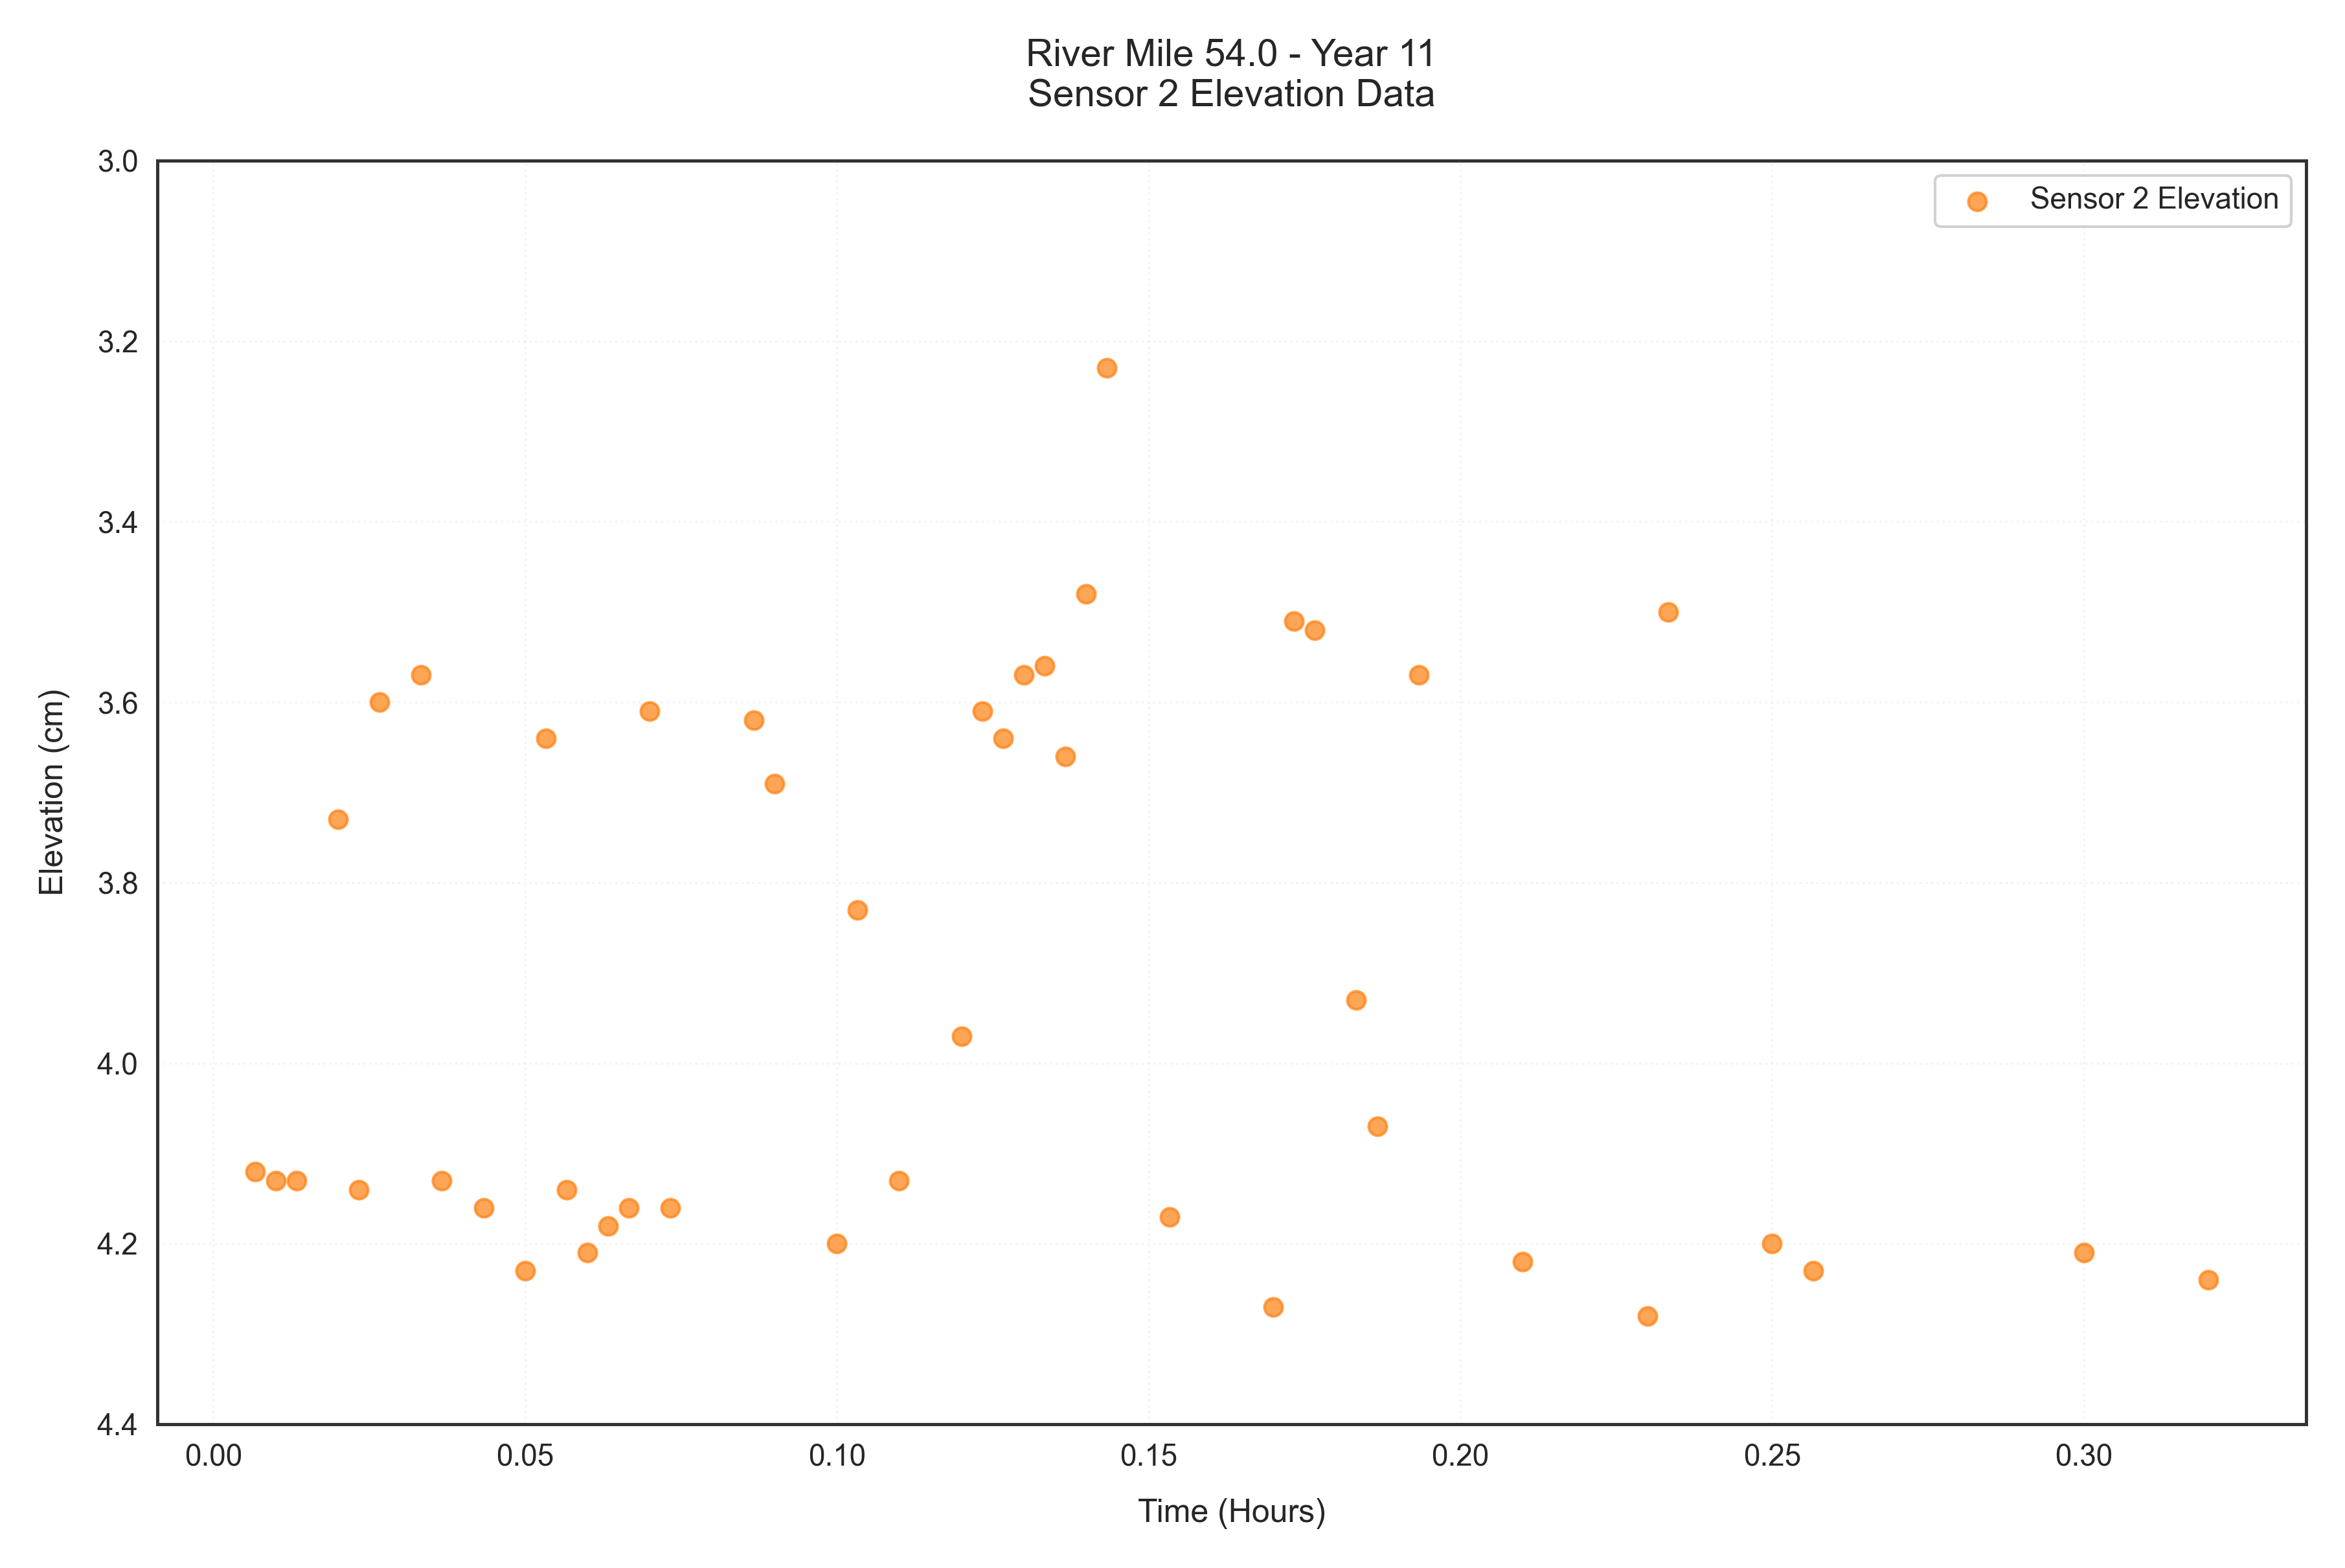 River Mile 54.0 - Year 11
Sensor 2 Elevation Data
Sensor 2 Elevation
3.0
3.2
3.4
3.6
3.8
4.0
4.2
4.4
Elevation (cm)
0.00 0.05 0.10 0.15 0.20 0.25 0.30
Time (Hours)